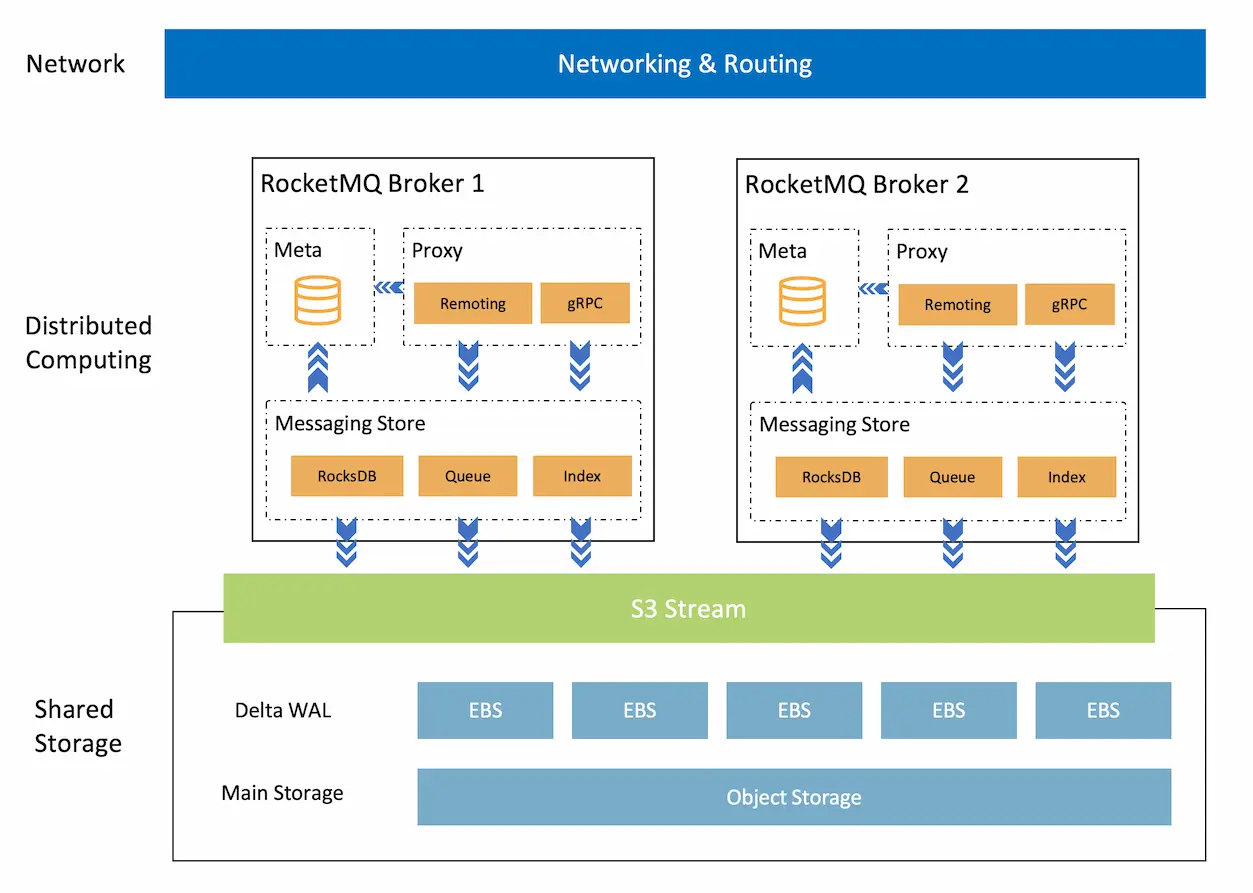 Network
Networking & Routing
Distributed
Computing
RocketMQ Broker 1
Meta
Proxy
Remoting
gRPC
Messaging Store
RocksDB
Queue
Index
RocketMQ Broker 2
Meta
Proxy
Remoting
gRPC
Messaging Store
RocksDB
Queue
Index
Shared
Storage
S3 Stream
Delta WAL
EBS
EBS
EBS
EBS
EBS
Main Storage
Object Storage